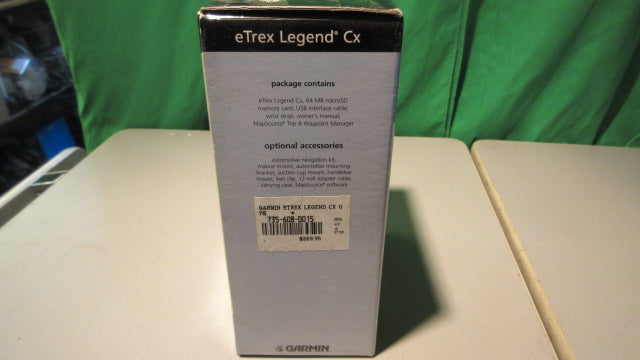 eTrex Legend® Cx
package contains
eTrex Legend Cx, 64 MB microSD
memory card, USB interface cable,
wrist strap, owner's manual,
MapSource® Trip & Waypoint Manager
optional accessories
automotive navigation kit,
marine mount, automotive mounting
bracket, suction cup mount, handlebar
mount, belt clip, 12-volt adapter cable,
carrying case, MapSource® software
GARMIN ETREX LEGEND CX G
PS
735-608-0015
$269.95
GARMIN